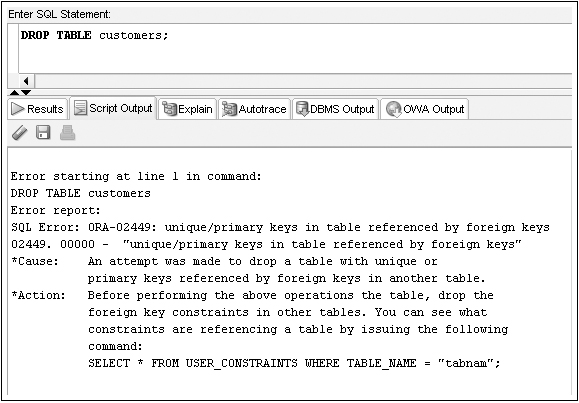 Enter SQL Statement:
DROP TABLE customers;
Results Script Output Explain Autotrace DBMS Output OWA Output
Error starting at line 1 in command:
DROP TABLE customers
Error report:
SQL Error: ORA-02449: unique/primary keys in table referenced by foreign keys
02449. 00000 - "unique/primary keys in table referenced by foreign keys"
*Cause: An attempt was made to drop a table with unique or
primary keys referenced by foreign keys in another table.
*Action: Before performing the above operations the table, drop the
foreign key constraints in other tables. You can see what
constraints are referencing a table by issuing the following
command:
SELECT * FROM USER_CONSTRAINTS WHERE TABLE_NAME = "tabnam";